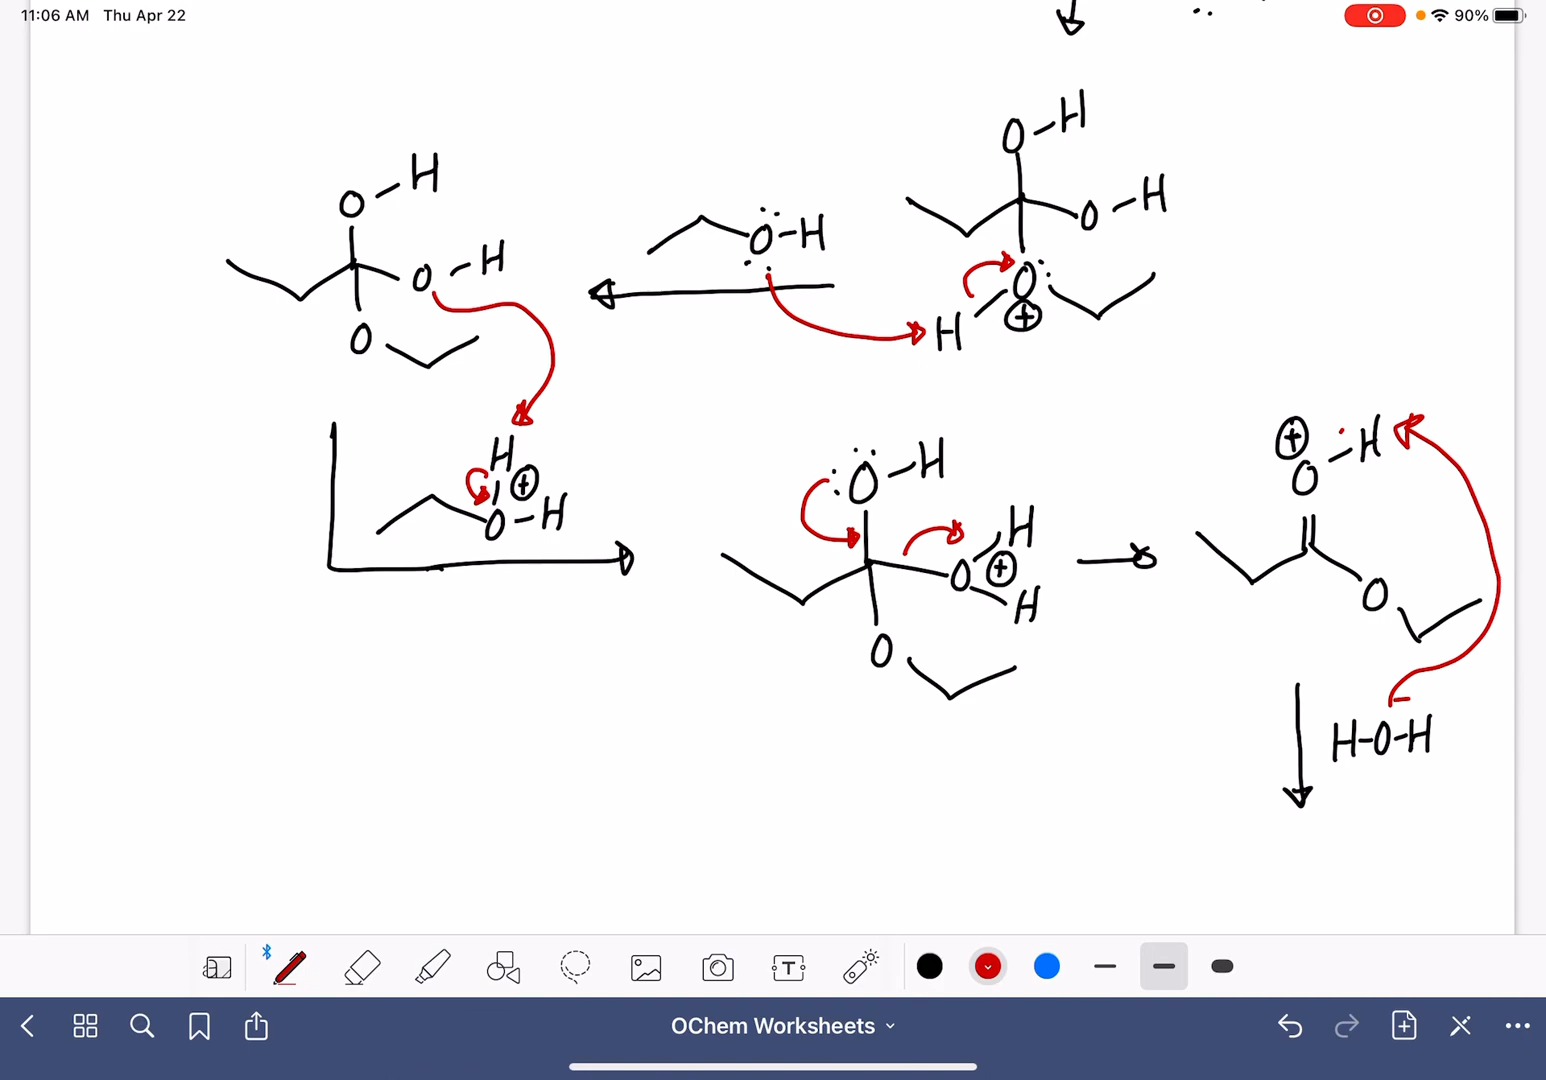 11:06 AM Thu Apr 22
90%
O-H
O-H
O-H
O-H
O-H
O
O
H
⊕
H
⊕
O-H
O-H
O
H
⊕
H
O
⊕
O-H
O
H-O-H
a
T
OChem Worksheets